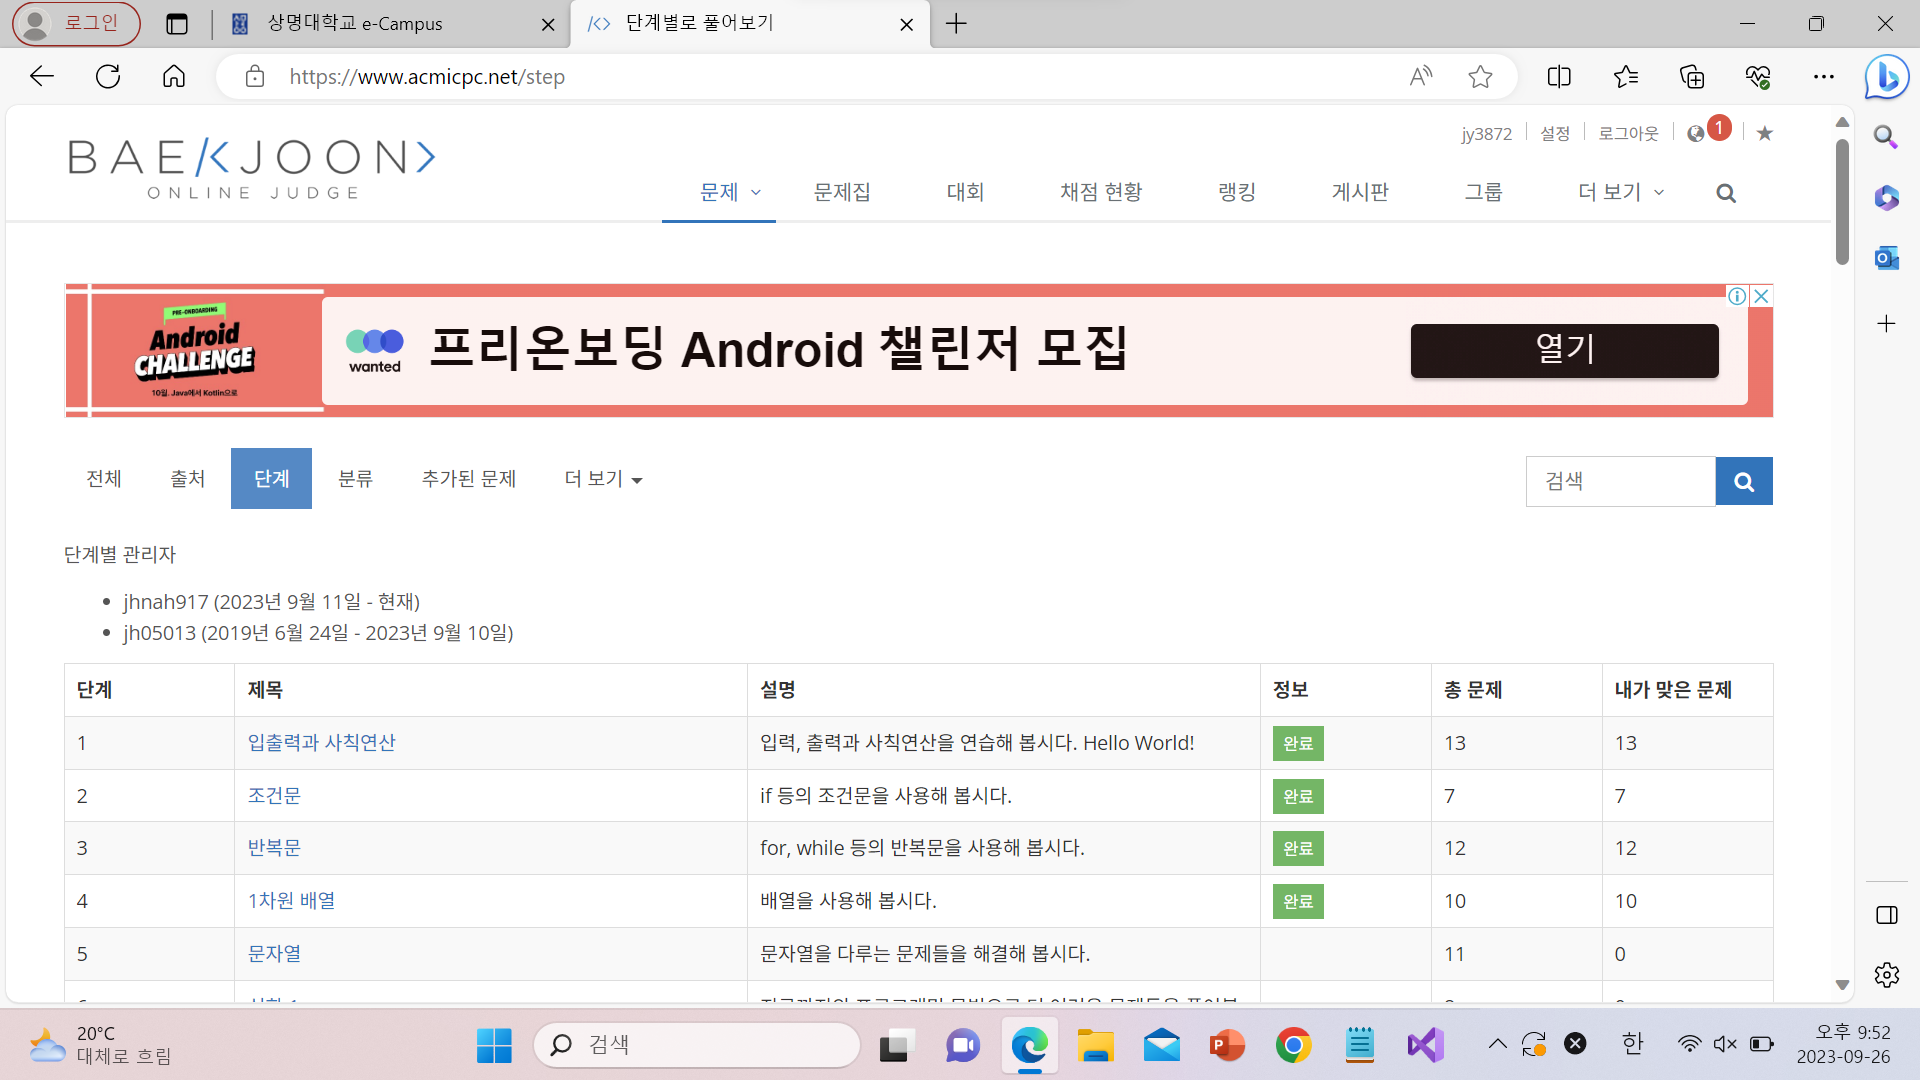 로그인
상명대학교 e-Campus
단계별로 풀어보기
https://www.acmicpc.net/step
BAEKJOON>
ONLINE JUDGE
jy3872 설정 로그아웃 1
문제 문제집 대회 채점 현황 랭킹 게시판 그룹 더 보기
PRE-ONBOARDING
Android
CHALLENGE
10월. Java에서 Kotlin으로
wanted
프리온보딩 Android 챌린저 모집
열기
전체 출처 단계 분류 추가된 문제 더 보기
검색
단계별 관리자
jhnah917 (2023년 9월 11일 - 현재)
jh05013 (2019년 6월 24일 - 2023년 9월 10일)
단계 제목 설명 정보 총 문제 내가 맞은 문제
1 입출력과 사칙연산 입력, 출력과 사칙연산을 연습해 봅시다. Hello World! 완료 13 13
2 조건문 if 등의 조건문을 사용해 봅시다. 완료 7 7
3 반복문 for, while 등의 반복문을 사용해 봅시다. 완료 12 12
4 1차원 배열 배열을 사용해 봅시다. 완료 10 10
5 문자열 문자열을 다루는 문제들을 해결해 봅시다. 11 0
20°C
대체로 흐림
검색
한
오후 9:52
2023-09-26